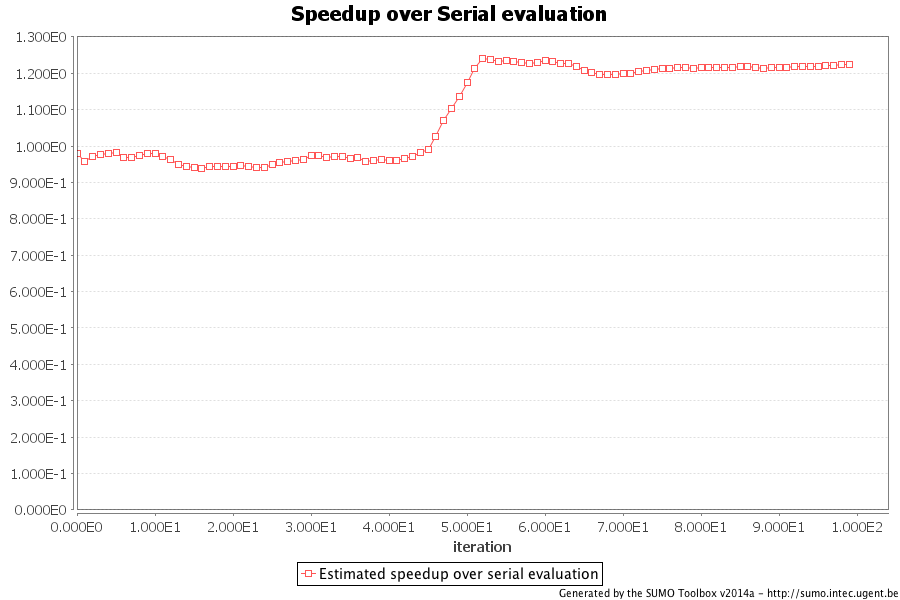 Speedup over Serial evaluation
1.300E0
1.200E0
1.100E0
1.000E0
9.000E-1
8.000E-1
7.000E-1
6.000E-1
5.000E-1
4.000E-1
3.000E-1
2.000E-1
1.000E-1
0.000E0
0.000E0 1.000E1 2.000E1 3.000E1 4.000E1 5.000E1 6.000E1 7.000E1 8.000E1 9.000E1 1.000E2
iteration
Estimated speedup over serial evaluation
Generated by the SUMO Toolbox v2014a - http://sumo.intec.ugent.be